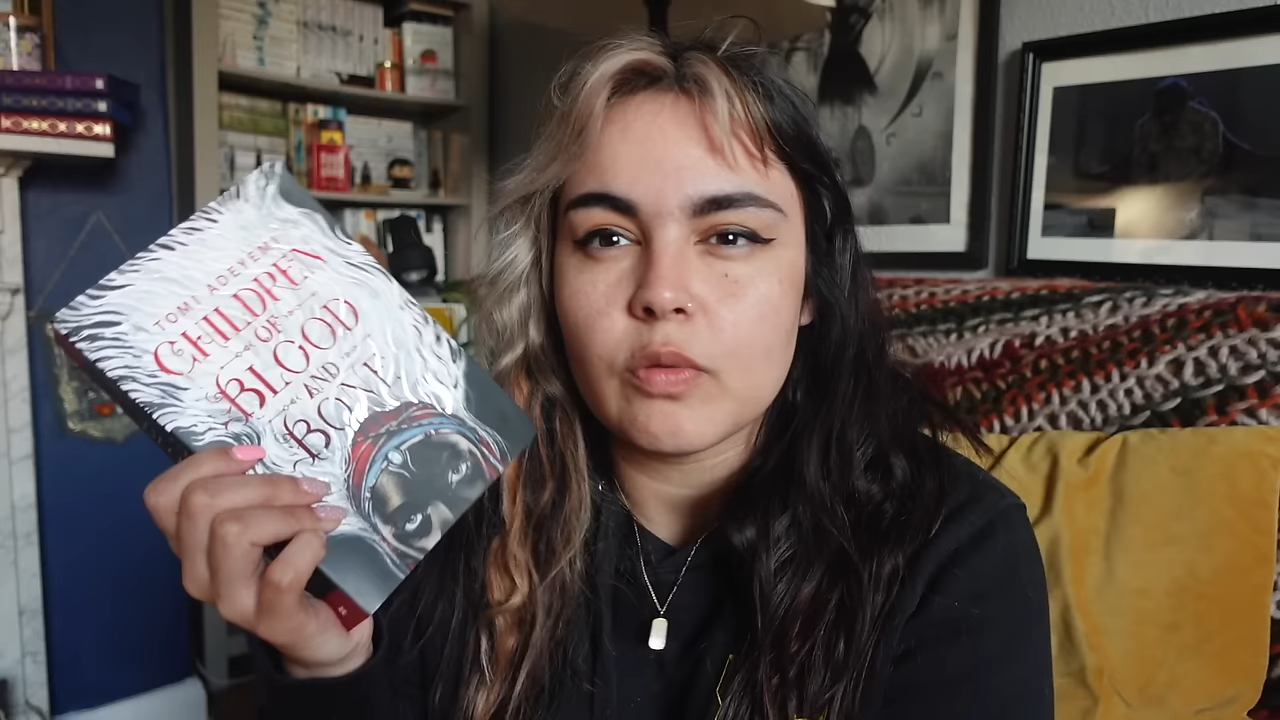 TOMI ADEYEMI
CHILDREN
OF
BLOOD
AND
BONE